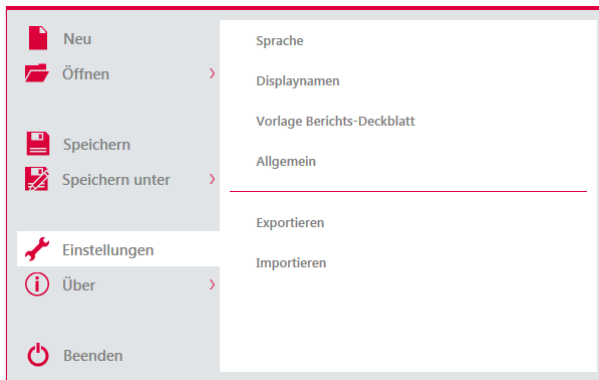 Neu
Öffnen
Speichern
Speichern unter
Einstellungen
Über
Beenden
Sprache
Displaynamen
Vorlage Berichts-Deckblatt
Allgemein
Exportieren
Importieren